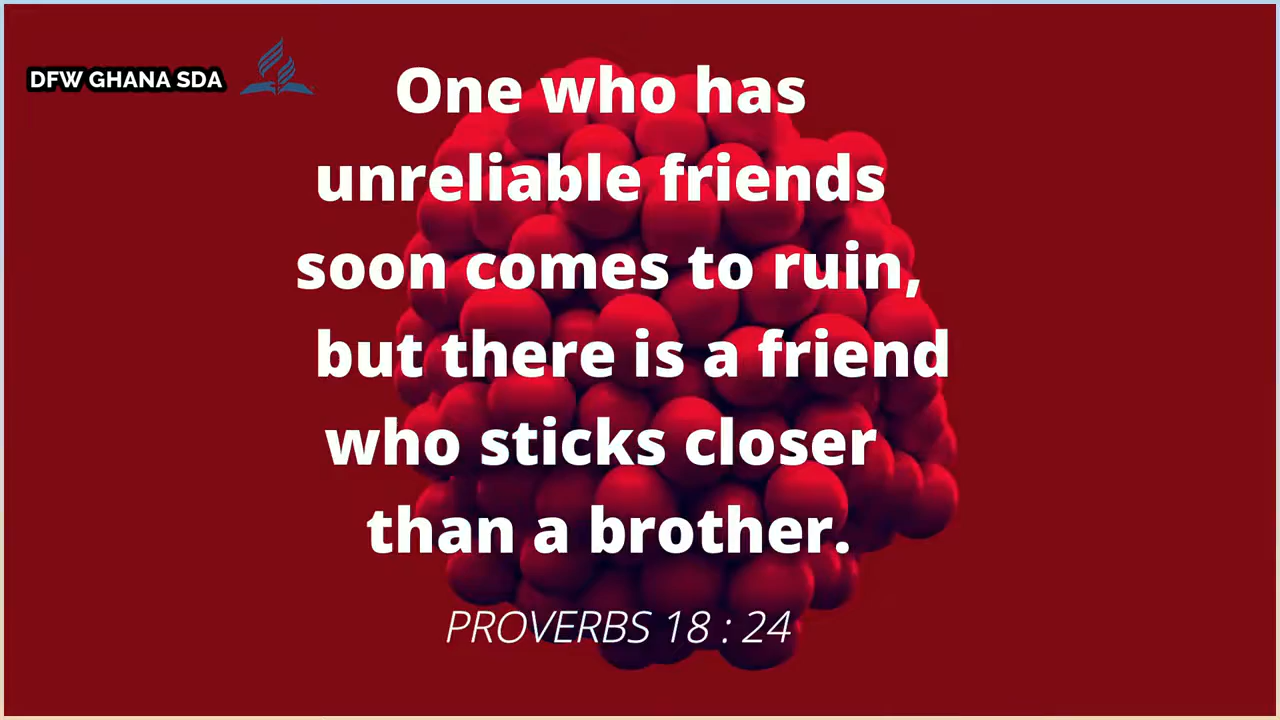 DFW GHANA SDA
One who has
unreliable friends
soon comes to ruin,
but there is a friend
who sticks closer
than a brother.
PROVERBS 18 : 24